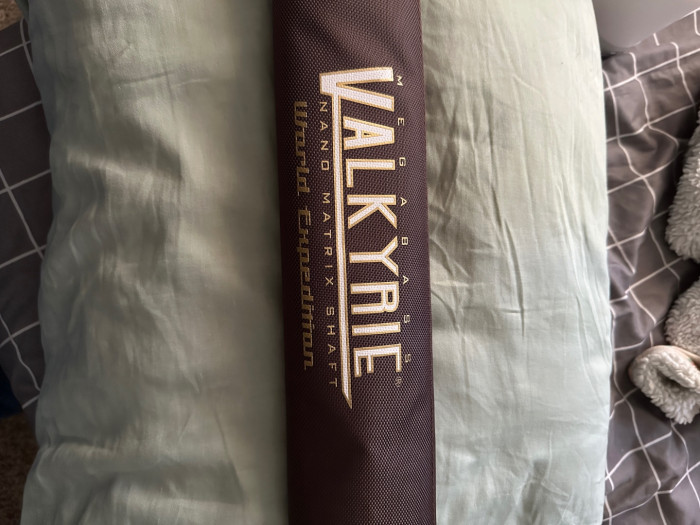 MEGABASS
VALKYRIE®
NANO MATRIX SHAFT
World Expedition